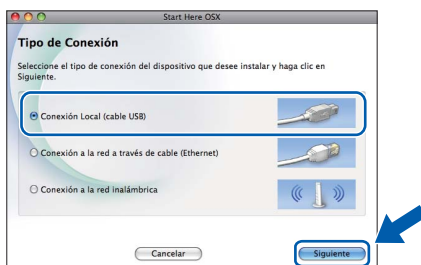 Start Here OSX
Tipo de Conexión
Seleccione el tipo de conexión del dispositivo que desee instalar y haga clic en
Siguiente.
Conexión Local (cable USB)
Conexión a la red a través de cable (Ethernet)
Conexión a la red inalámbrica
Cancelar
Siguiente